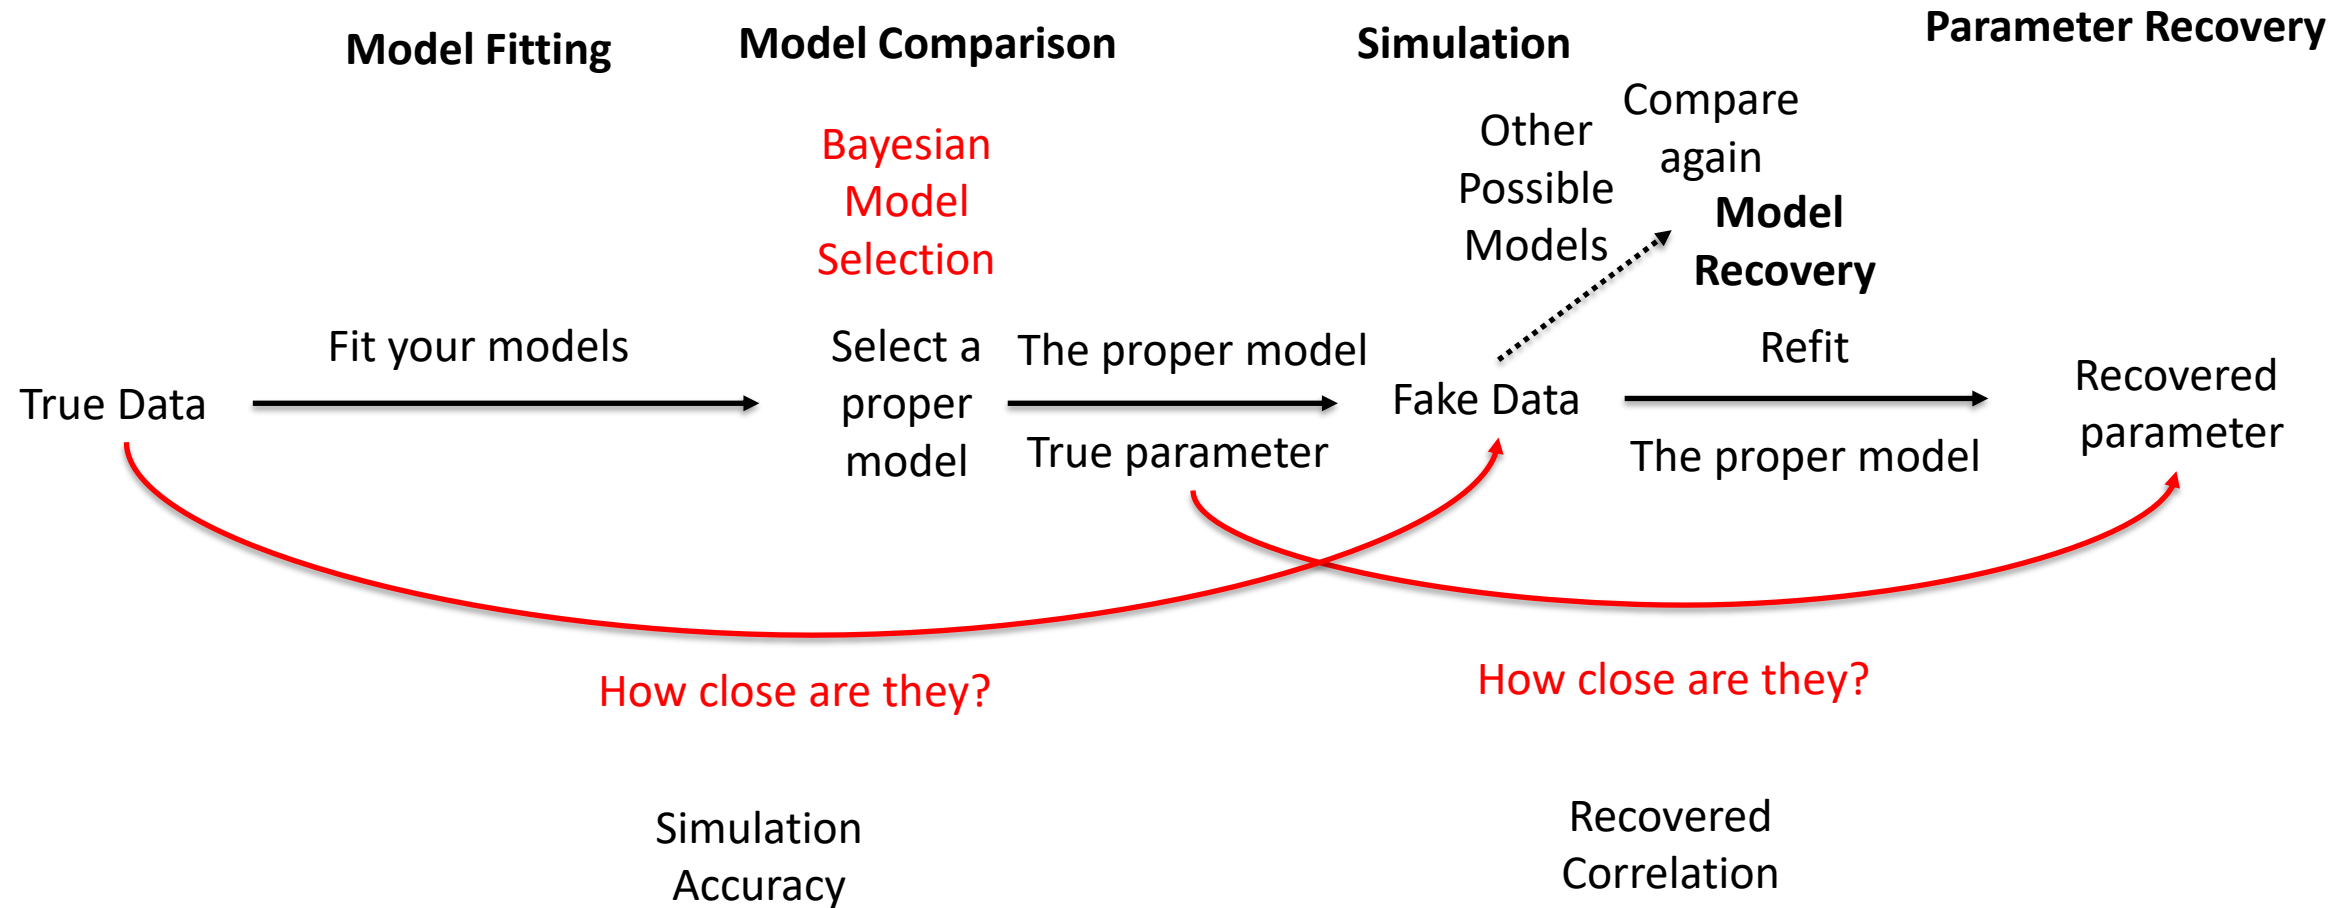 Model Fitting
Model Comparison
Simulation
Parameter Recovery
Bayesian
Model
Selection
Other
Possible
Models
Compare
again
Model
Recovery
True Data
Fit your models
Select a
proper
model
The proper model
True parameter
Fake Data
Refit
The proper model
Recovered
parameter
How close are they?
How close are they?
Simulation
Accuracy
Recovered
Correlation